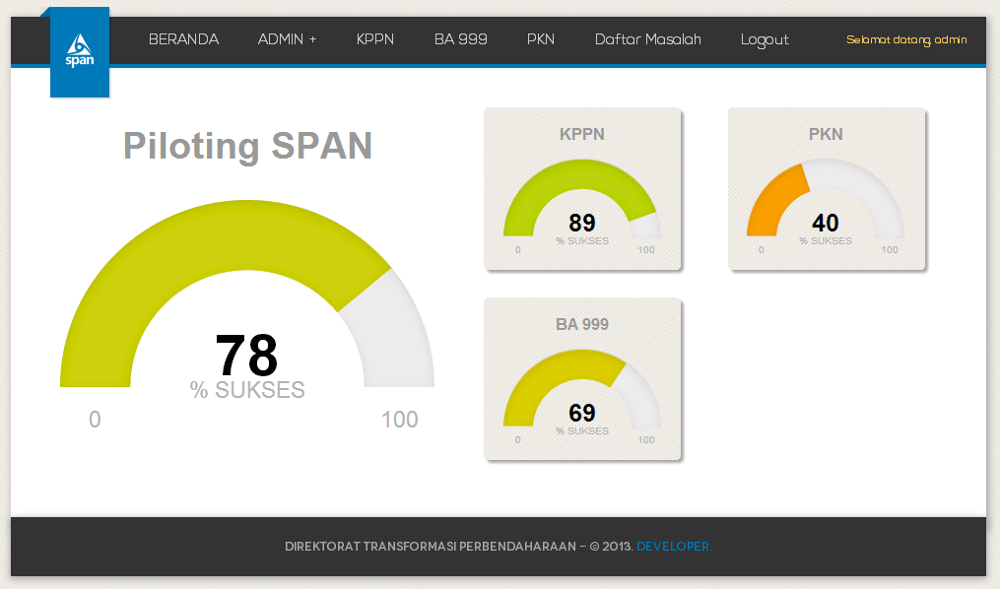 span
BERANDA ADMIN + KPPN BA 999 PKN Daftar Masalah Logout Selamat datang, admin
Piloting SPAN
78
% SUKSES
0 100
KPPN
89
% SUKSES
0 100
PKN
40
% SUKSES
0 100
BA 999
69
% SUKSES
0 100
DIREKTORAT TRANSFORMASI PERBENDAHARAAN – © 2013. DEVELOPER.